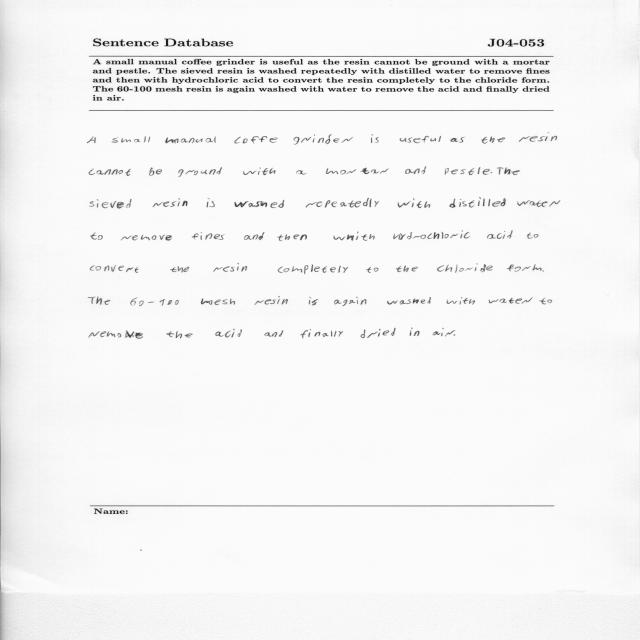 Sentence Database J04-053
A small manual coffee grinder is useful as the resin cannot be ground with a mortar
and pestle. The sieved resin is washed repeatedly with distilled water to remove fines
and then with hydrochloric acid to convert the resin completely to the chloride form.
The 60-100 mesh resin is again washed with water to remove the acid and finally dried
in air.
A small manual coffe grinder is useful as the resin
cannot be ground with a mortar and pestle. The
sieved resin is washed repeatedly with distilled water
to remove fines and then whith hydrochloric acid to
convert the resin completely to the chloride form.
The 60-100 mesh resin is again washed with water to
remove the acid and finally dried in air.
Name: